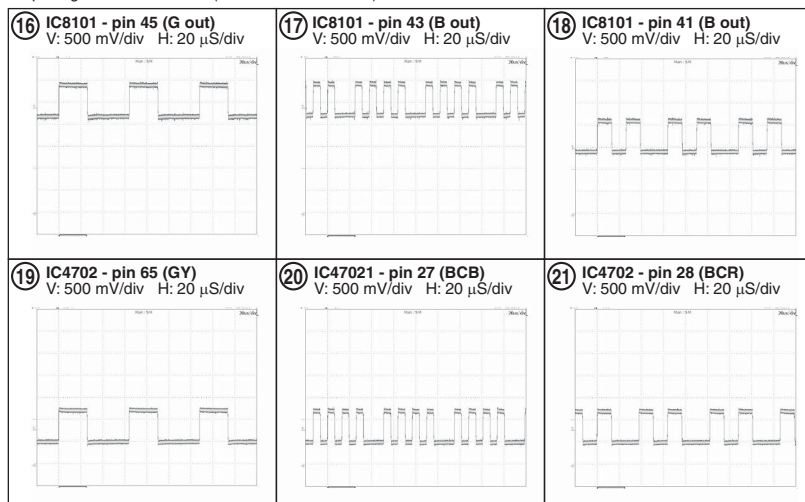 16 IC8101 - pin 45 (G out)
V: 500 mV/div H: 20 μS/div
17 IC8101 - pin 43 (B out)
V: 500 mV/div H: 20 μS/div
18 IC8101 - pin 41 (B out)
V: 500 mV/div H: 20 μS/div
19 IC4702 - pin 65 (GY)
V: 500 mV/div H: 20 μS/div
20 IC47021 - pin 27 (BCB)
V: 500 mV/div H: 20 μS/div
21 IC4702 - pin 28 (BCR)
V: 500 mV/div H: 20 μS/div